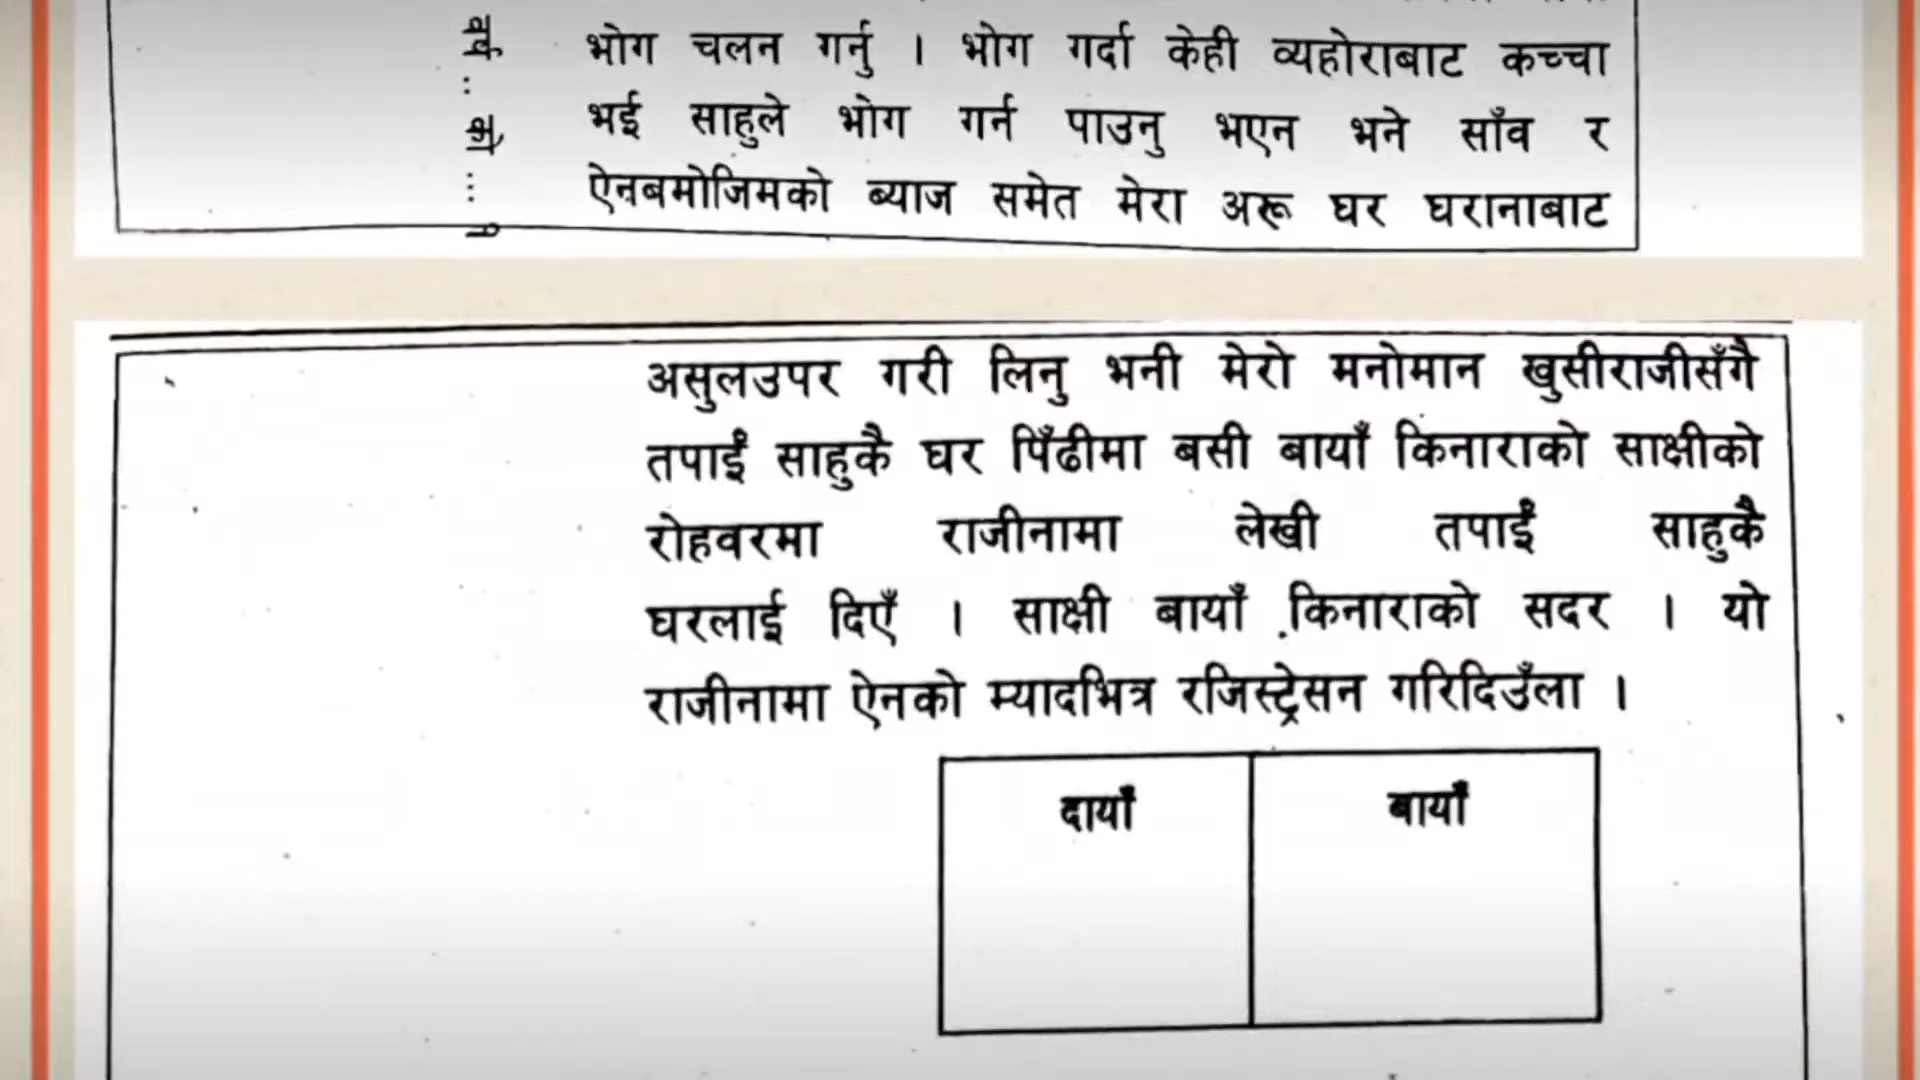 भोग चलन गर्नु । भोग गर्दा केही व्यहोराबाट कच्चा
भई साहुले भोग गर्न पाउनु भएन भने साँव र
ऐनबमोजिमको ब्याज समेत मेरा अरू घर घरानाबाट
वर्ष ... को ...
असुलउपर गरी लिनु भनी मेरो मनोमान खुसीराजीसँगै
तपाईं साहुकै घर पिँढीमा बसी बायाँ किनाराको साक्षीको
रोहवरमा राजीनामा लेखी तपाईं साहुकै
घरलाई दिएँ । साक्षी बायाँ किनाराको सदर । यो
राजीनामा ऐनको म्यादभित्र रजिस्ट्रेसन गरिदिउँला ।
दायाँ बायाँ